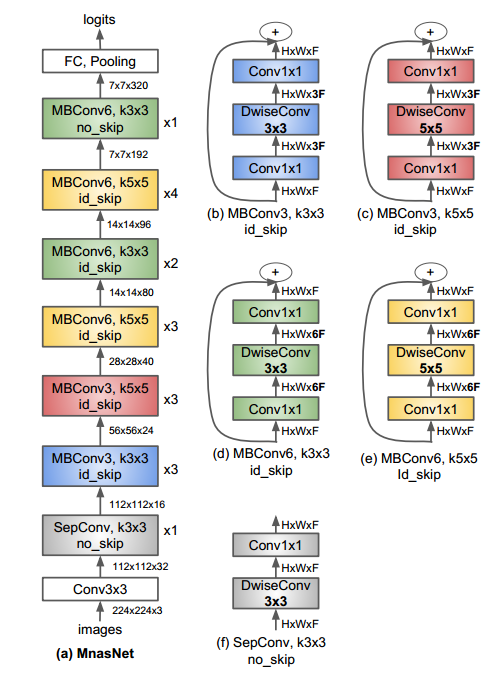 logits
FC, Pooling
7x7x320
MBConv6, k3x3
no_skip
x1
7x7x192
MBConv6, k5x5
id_skip
x4
14x14x96
MBConv6, k3x3
id_skip
x2
14x14x80
MBConv6, k5x5
id_skip
x3
28x28x40
MBConv3, k5x5
id_skip
x3
56x56x24
MBConv3, k3x3
id_skip
x3
112x112x16
SepConv, k3x3
no_skip
x1
112x112x32
Conv3x3
224x224x3
images
(a) MnasNet
+
HxWxF
Conv1x1
HxWx3F
DwiseConv
3x3
HxWx3F
Conv1x1
HxWxF
(b) MBConv3, k3x3
id_skip
+
HxWxF
Conv1x1
HxWx3F
DwiseConv
5x5
HxWx3F
Conv1x1
HxWxF
(c) MBConv3, k5x5
id_skip
+
HxWxF
Conv1x1
HxWx6F
DwiseConv
3x3
HxWx6F
Conv1x1
HxWxF
(d) MBConv6, k3x3
id_skip
+
HxWxF
Conv1x1
HxWx6F
DwiseConv
5x5
HxWx6F
Conv1x1
HxWxF
(e) MBConv6, k5x5
Id_skip
HxWxF
Conv1x1
HxWxF
DwiseConv
3x3
HxWxF
(f) SepConv, k3x3
no_skip